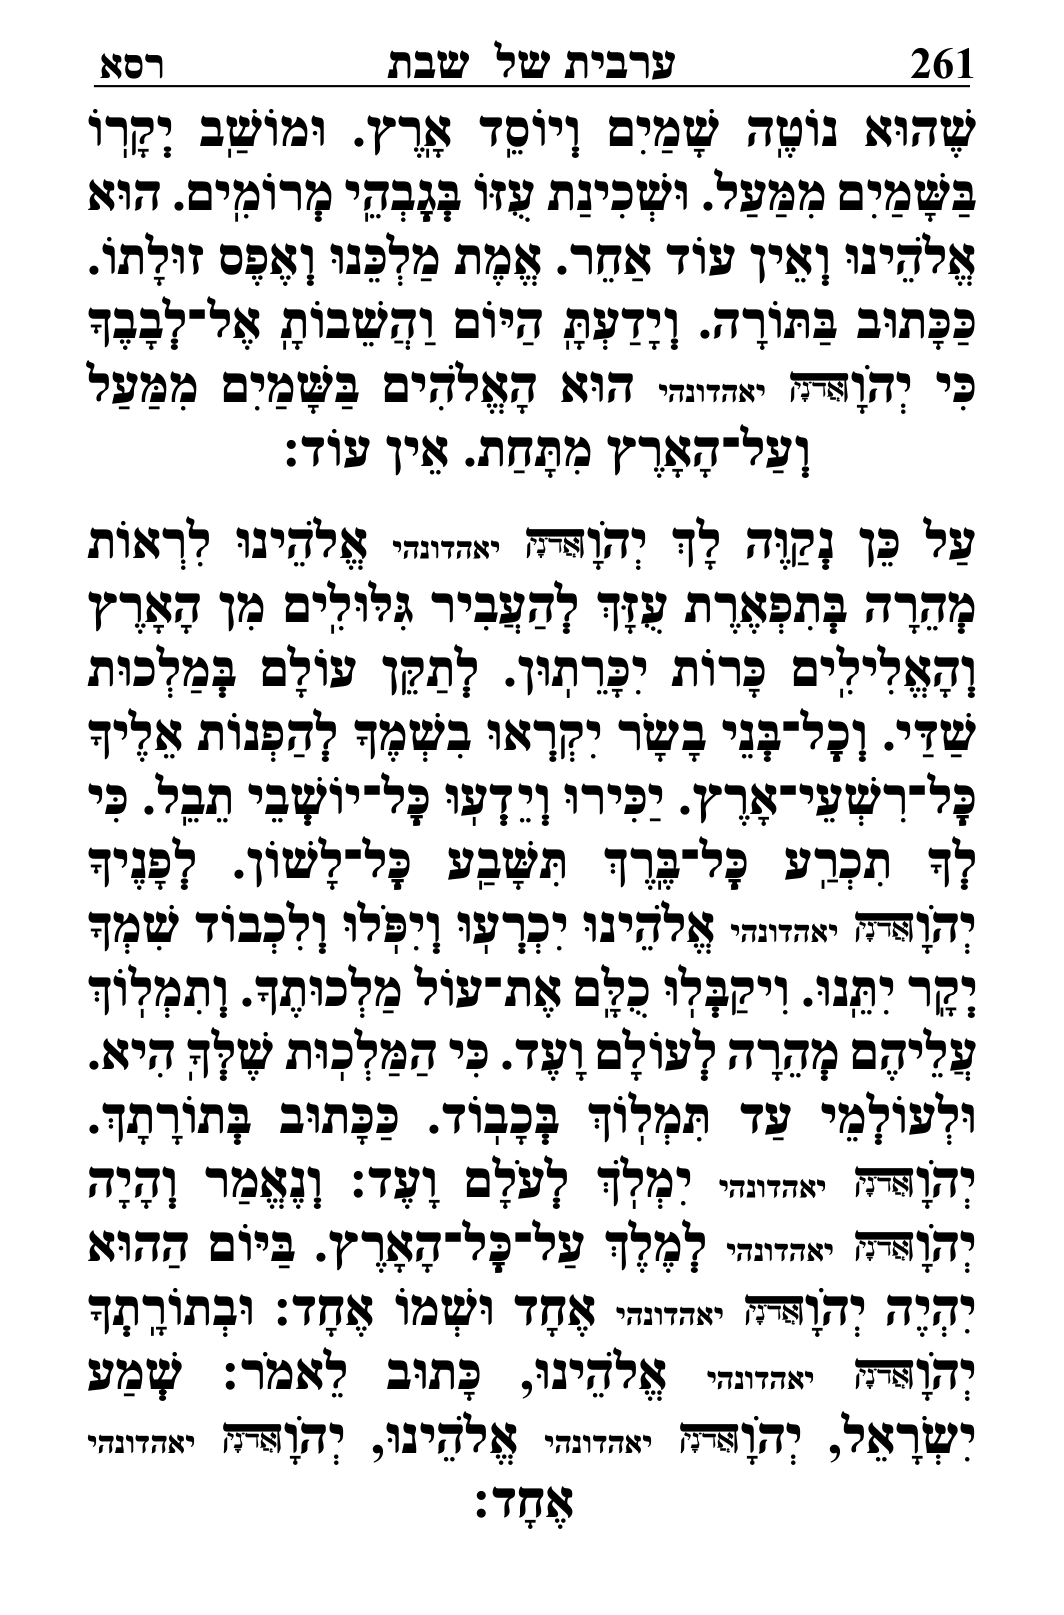 261 ערבית של שבת רסא
שֶׁהוּא נוֹטֶה שָׁמַיִם וְיוֹסֵד אָרֶץ. וּמוֹשַׁב יְקָרוֹ
בַּשָּׁמַיִם מִמַּעַל. וּשְׁכִינַת עֻזּוֹ בְּגָבְהֵי מְרוֹמִים. הוּא
אֱלֹהֵינוּ וְאֵין עוֹד אַחֵר. אֱמֶת מַלְכֵּנוּ וְאֶפֶס זוּלָתוֹ.
כַּכָּתוּב בַּתּוֹרָה. וְיָדַעְתָּ הַיּוֹם וַהֲשֵׁבוֹתָ אֶל־לְבָבֶךָ
כִּי יְהֹוָאֲדֹנָיָ יאהדונהי הוּא הָאֱלֹהִים בַּשָּׁמַיִם מִמַּעַל
וְעַל־הָאָרֶץ מִתָּחַת. אֵין עוֹד:
עַל כֵּן נְקַוֶּה לָךְ יְהֹוָאֲדֹנָיָ יאהדונהי אֱלֹהֵינוּ לִרְאוֹת
מְהֵרָה בְּתִפְאֶרֶת עֻזָּךְ לְהַעֲבִיר גִּלּוּלִים מִן הָאָרֶץ
וְהָאֱלִילִים כָּרוֹת יִכָּרֵתוּן. לְתַקֵּן עוֹלָם בְּמַלְכוּת
שַׁדַּי. וְכָל־בְּנֵי בָשָׂר יִקְרְאוּ בִשְׁמֶךָ לְהַפְנוֹת אֵלֶיךָ
כָּל־רִשְׁעֵי־אָרֶץ. יַכִּירוּ וְיֵדְעוּ כָּל־יוֹשְׁבֵי תֵבֵל. כִּי
לְךָ תִכְרַע כָּל־בֶּרֶךְ תִּשָּׁבַע כָּל־לָשׁוֹן. לְפָנֶיךָ
יְהֹוָאֲדֹנָיָ יאהדונהי אֱלֹהֵינוּ יִכְרְעוּ וְיִפֹּלוּ וְלִכְבוֹד שִׁמְךָ
יְקָר יִתֵּנוּ. וִיקַבְּלוּ כֻלָּם אֶת־עוֹל מַלְכוּתֶךָ. וְתִמְלוֹךְ
עֲלֵיהֶם מְהֵרָה לְעוֹלָם וָעֶד. כִּי הַמַּלְכוּת שֶׁלְּךָ הִיא.
וּלְעוֹלְמֵי עַד תִּמְלוֹךְ בְּכָבוֹד. כַּכָּתוּב בְּתוֹרָתָךְ.
יְהֹוָאֲדֹנָיָ יאהדונהי יִמְלֹךְ לְעֹלָם וָעֶד: וְנֶאֱמַר וְהָיָה
יְהֹוָאֲדֹנָיָ יאהדונהי לְמֶלֶךְ עַל־כָּל־הָאָרֶץ. בַּיּוֹם הַהוּא
יִהְיֶה יְהֹוָאֲדֹנָיָ יאהדונהי אֶחָד וּשְׁמוֹ אֶחָד: וּבְתוֹרָתְךָ
יְהֹוָאֲדֹנָיָ יאהדונהי אֱלֹהֵינוּ, כָּתוּב לֵאמֹר: שְׁמַע
יִשְׂרָאֵל, יְהֹוָאֲדֹנָיָ יאהדונהי אֱלֹהֵינוּ, יְהֹוָאֲדֹנָיָ יאהדונהי
אֶחָד: